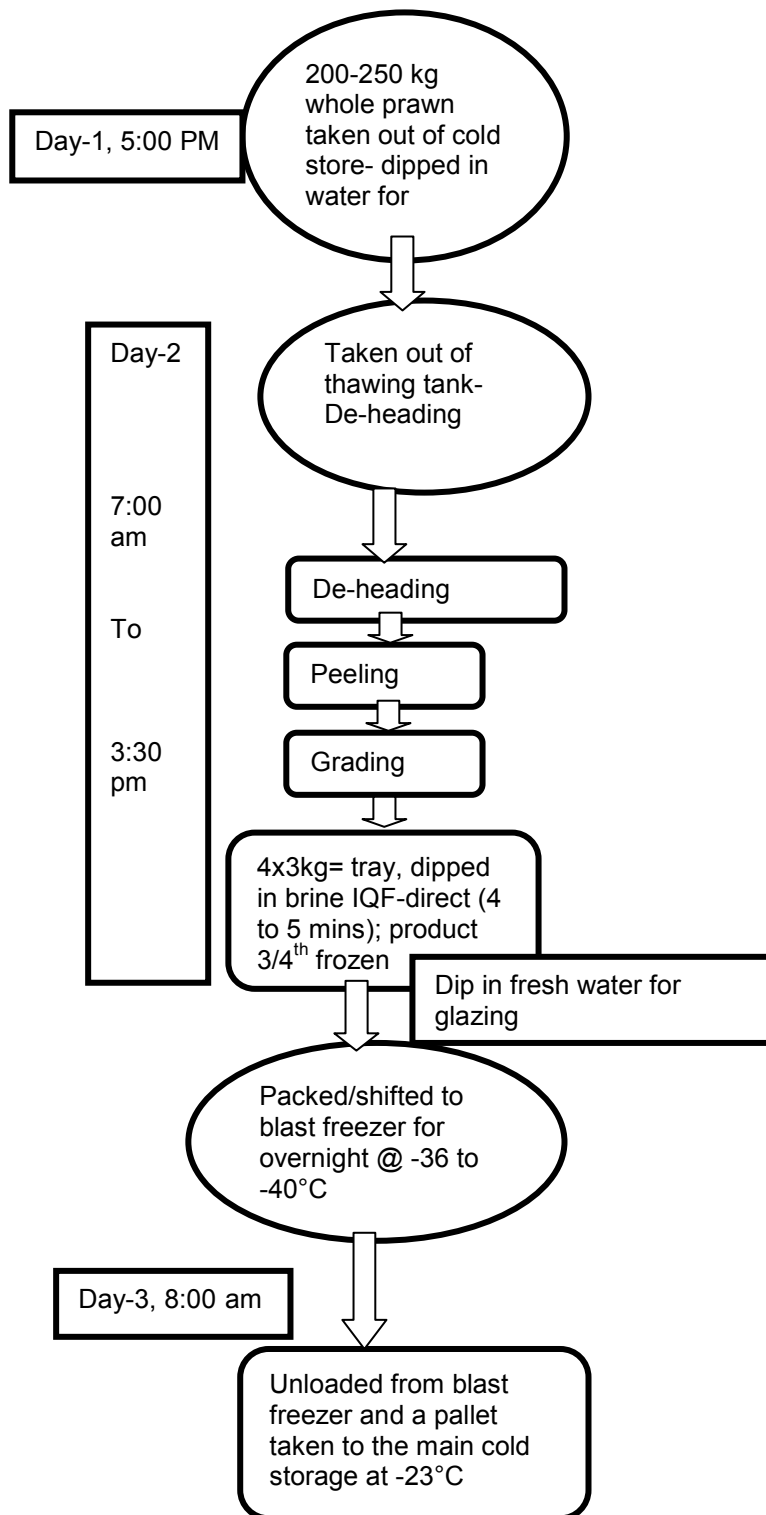 200-250 kg
whole prawn
taken out of cold
store- dipped in
water for
Day-1, 5:00 PM
Taken out of
thawing tank-
De-heading
Day-2
7:00
am
To
3:30
pm
De-heading
Peeling
Grading
4x3kg= tray, dipped
in brine IQF-direct (4
to 5 mins); product
3/4th frozen
Dip in fresh water for
glazing
Packed/shifted to
blast freezer for
overnight @ -36 to
-40°C
Day-3, 8:00 am
Unloaded from blast
freezer and a pallet
taken to the main cold
storage at -23°C